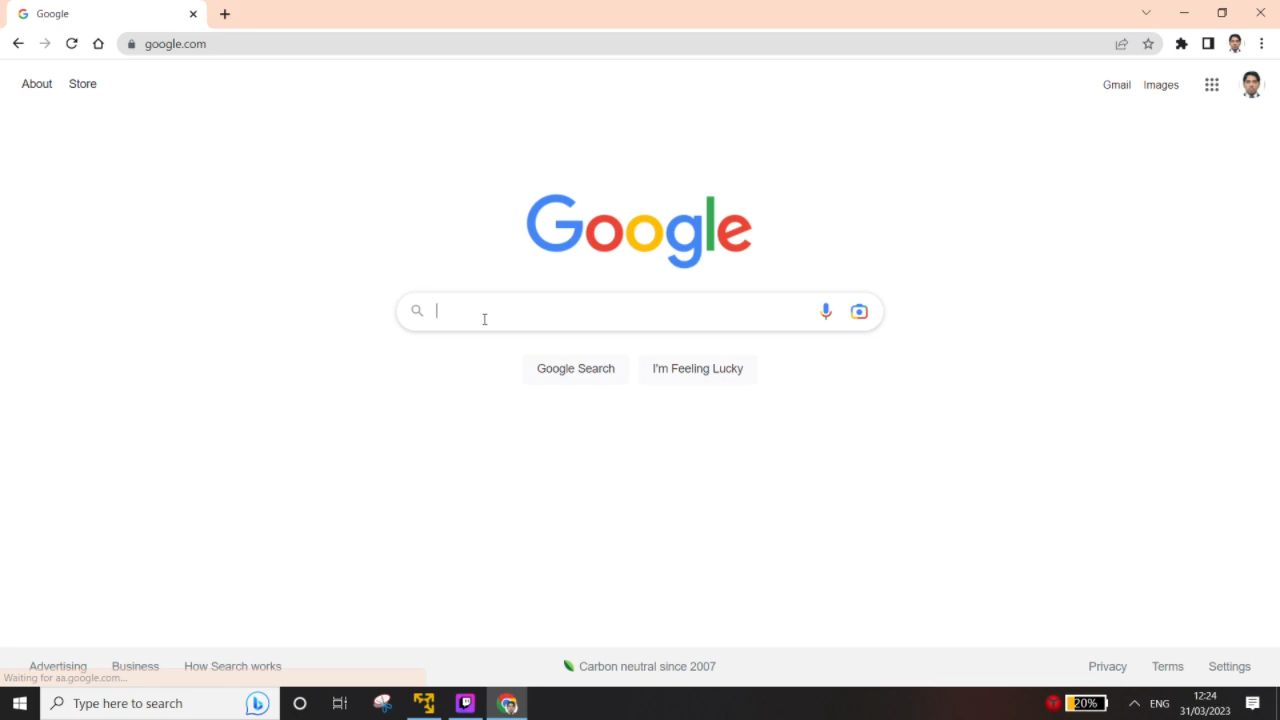 Google
google.com
About Store Gmail Images
Google
Google Search I'm Feeling Lucky
Advertising Business How Search works Carbon neutral since 2007 Privacy Terms Settings
Waiting for aa.google.com...
Type here to search 20% ENG 12:24
31/03/2023